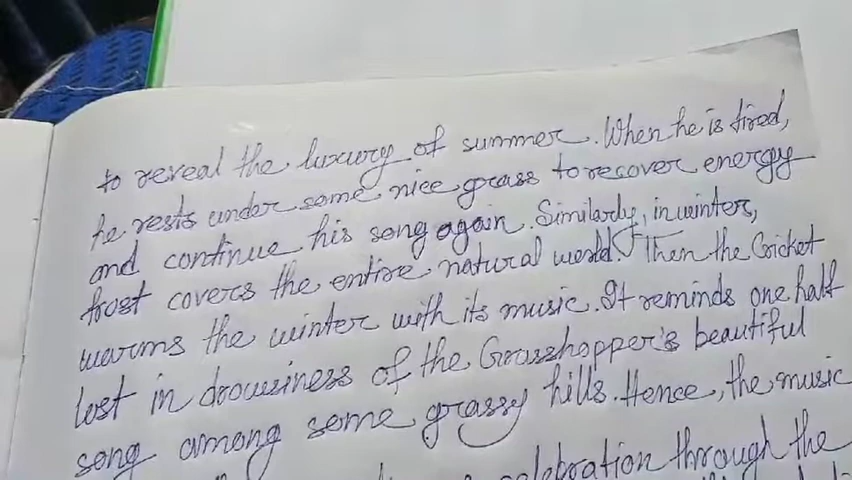 to reveal the luxury of summer. When he is tired,
he rests under some nice grass to recover energy
and continue his song again. Similarly, in winter,
frost covers the entire natural world. Then the Cricket
warms the winter with its music. It reminds one half
lost in drowsiness of the Grasshopper's beautiful
song among some grassy hills. Hence, the music
celebration through the